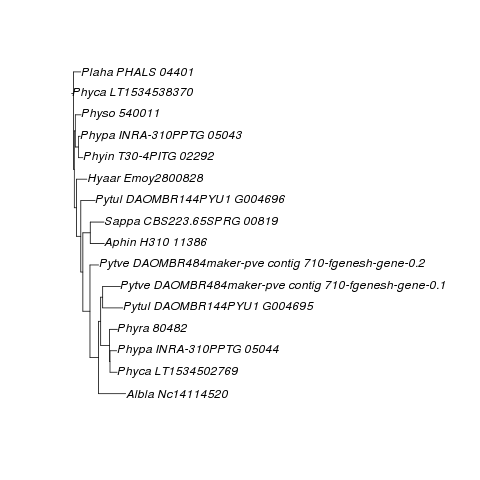 Plaha PHALS 04401
Phyca LT1534538370
Physo 540011
Phypa INRA-310PPTG 05043
Phyin T30-4PITG 02292
Hyaar Emoy2800828
Pytul DAOMBR144PYU1 G004696
Sappa CBS223.65SPRG 00819
Aphin H310 11386
Pytve DAOMBR484maker-pve contig 710-fgenesh-gene-0.2
Pytve DAOMBR484maker-pve contig 710-fgenesh-gene-0.1
Pytul DAOMBR144PYU1 G004695
Phyra 80482
Phypa INRA-310PPTG 05044
Phyca LT1534502769
Albla Nc14114520